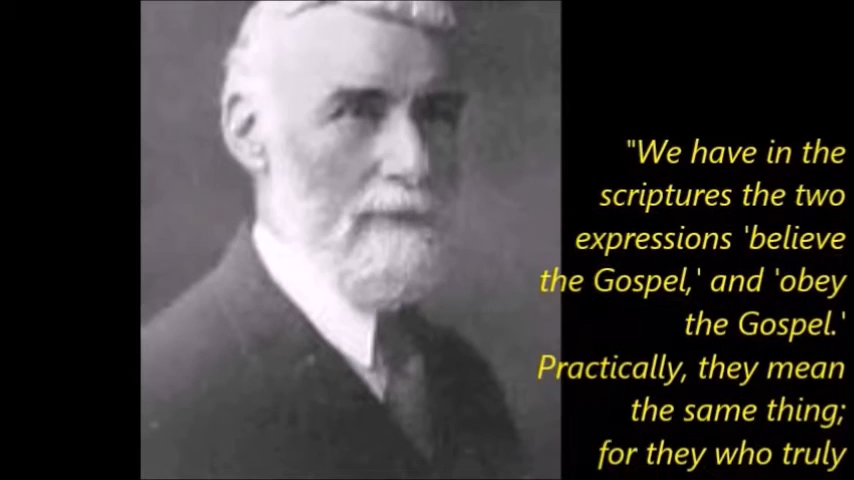 "We have in the
scriptures the two
expressions 'believe
the Gospel,' and 'obey
the Gospel.'
Practically, they mean
the same thing;
for they who truly